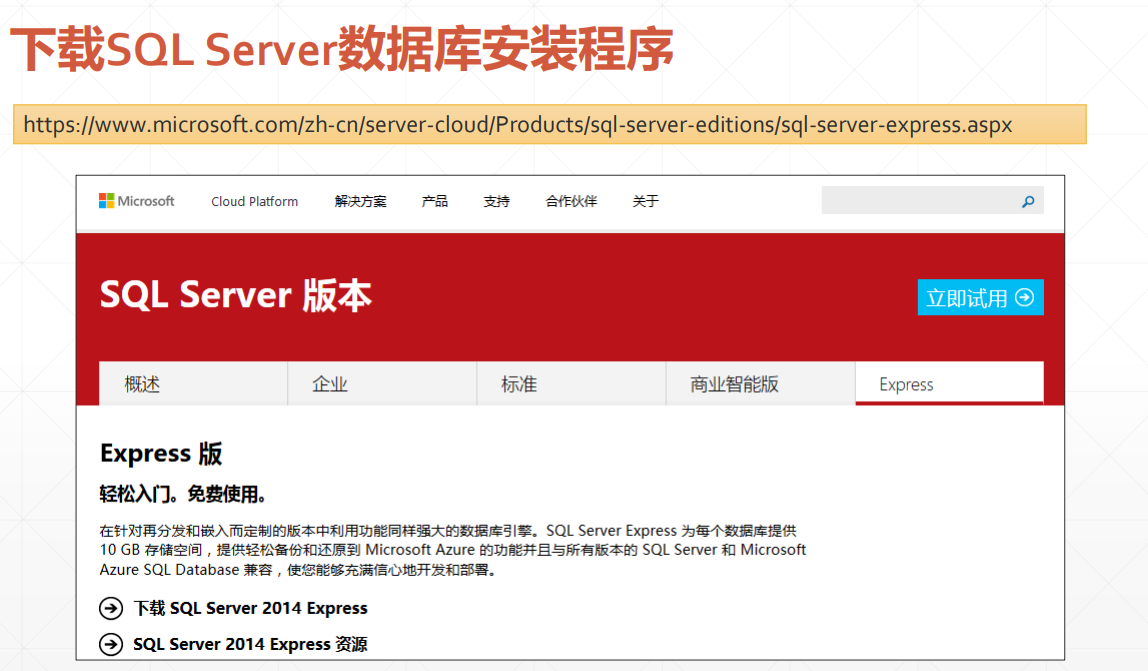 下载SQL Server数据库安装程序
https://www.microsoft.com/zh-cn/server-cloud/Products/sql-server-editions/sql-server-express.aspx
Microsoft Cloud Platform 解决方案 产品 支持 合作伙伴 关于
SQL Server 版本
立即试用
概述 企业 标准 商业智能版 Express
Express 版
轻松入门。免费使用。
在针对再分发和嵌入而定制的版本中利用功能同样强大的数据库引擎。SQL Server Express 为每个数据库提供
10 GB 存储空间，提供轻松备份和还原到 Microsoft Azure 的功能并且与所有版本的 SQL Server 和 Microsoft
Azure SQL Database 兼容，使您能够充满信心地开发和部署。
下载 SQL Server 2014 Express
SQL Server 2014 Express 资源